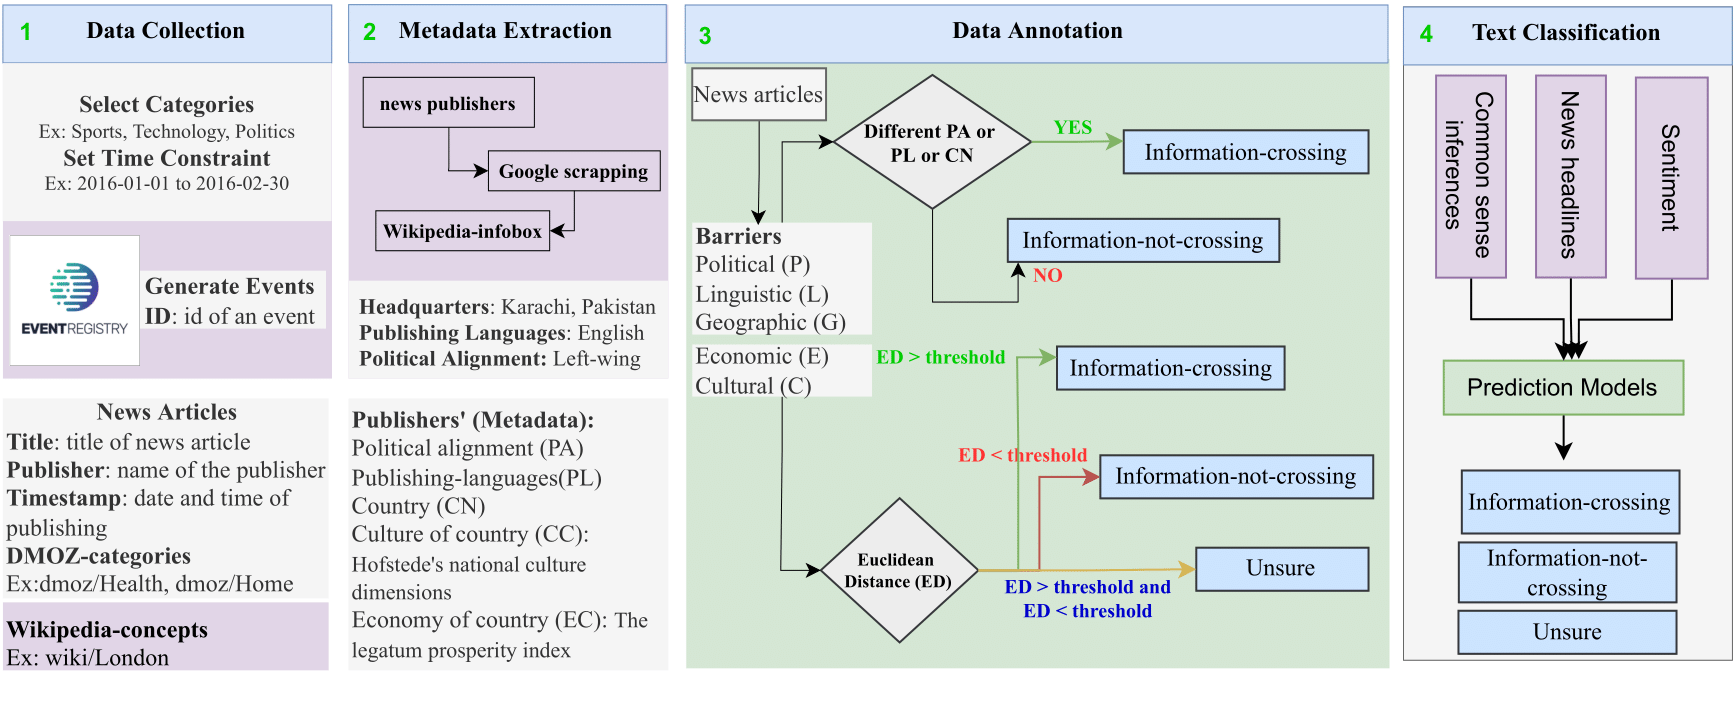 1 Data Collection
Select Categories
Ex: Sports, Technology, Politics
Set Time Constraint
Ex: 2016-01-01 to 2016-02-30
EVENTREGISTRY
Generate Events
ID: id of an event
News Articles
Title: title of news article
Publisher: name of the publisher
Timestamp: date and time of
publishing
DMOZ-categories
Ex:dmoz/Health, dmoz/Home
Wikipedia-concepts
Ex: wiki/London
2 Metadata Extraction
news publishers
Google scrapping
Wikipedia-infobox
Headquarters: Karachi, Pakistan
Publishing Languages: English
Political Alignment: Left-wing
Publishers' (Metadata):
Political alignment (PA)
Publishing-languages(PL)
Country (CN)
Culture of country (CC):
Hofstede's national culture
dimensions
Economy of country (EC): The
legatum prosperity index
3 Data Annotation
News articles
Different PA or
PL or CN
YES
Information-crossing
Information-not-crossing
NO
Barriers
Political (P)
Linguistic (L)
Geographic (G)
Economic (E)
Cultural (C)
ED > threshold
Information-crossing
ED < threshold
Information-not-crossing
Euclidean
Distance (ED)
Unsure
ED > threshold and
ED < threshold
4 Text Classification
Common sense
inferences
News headlines
Sentiment
Prediction Models
Information-crossing
Information-not-
crossing
Unsure